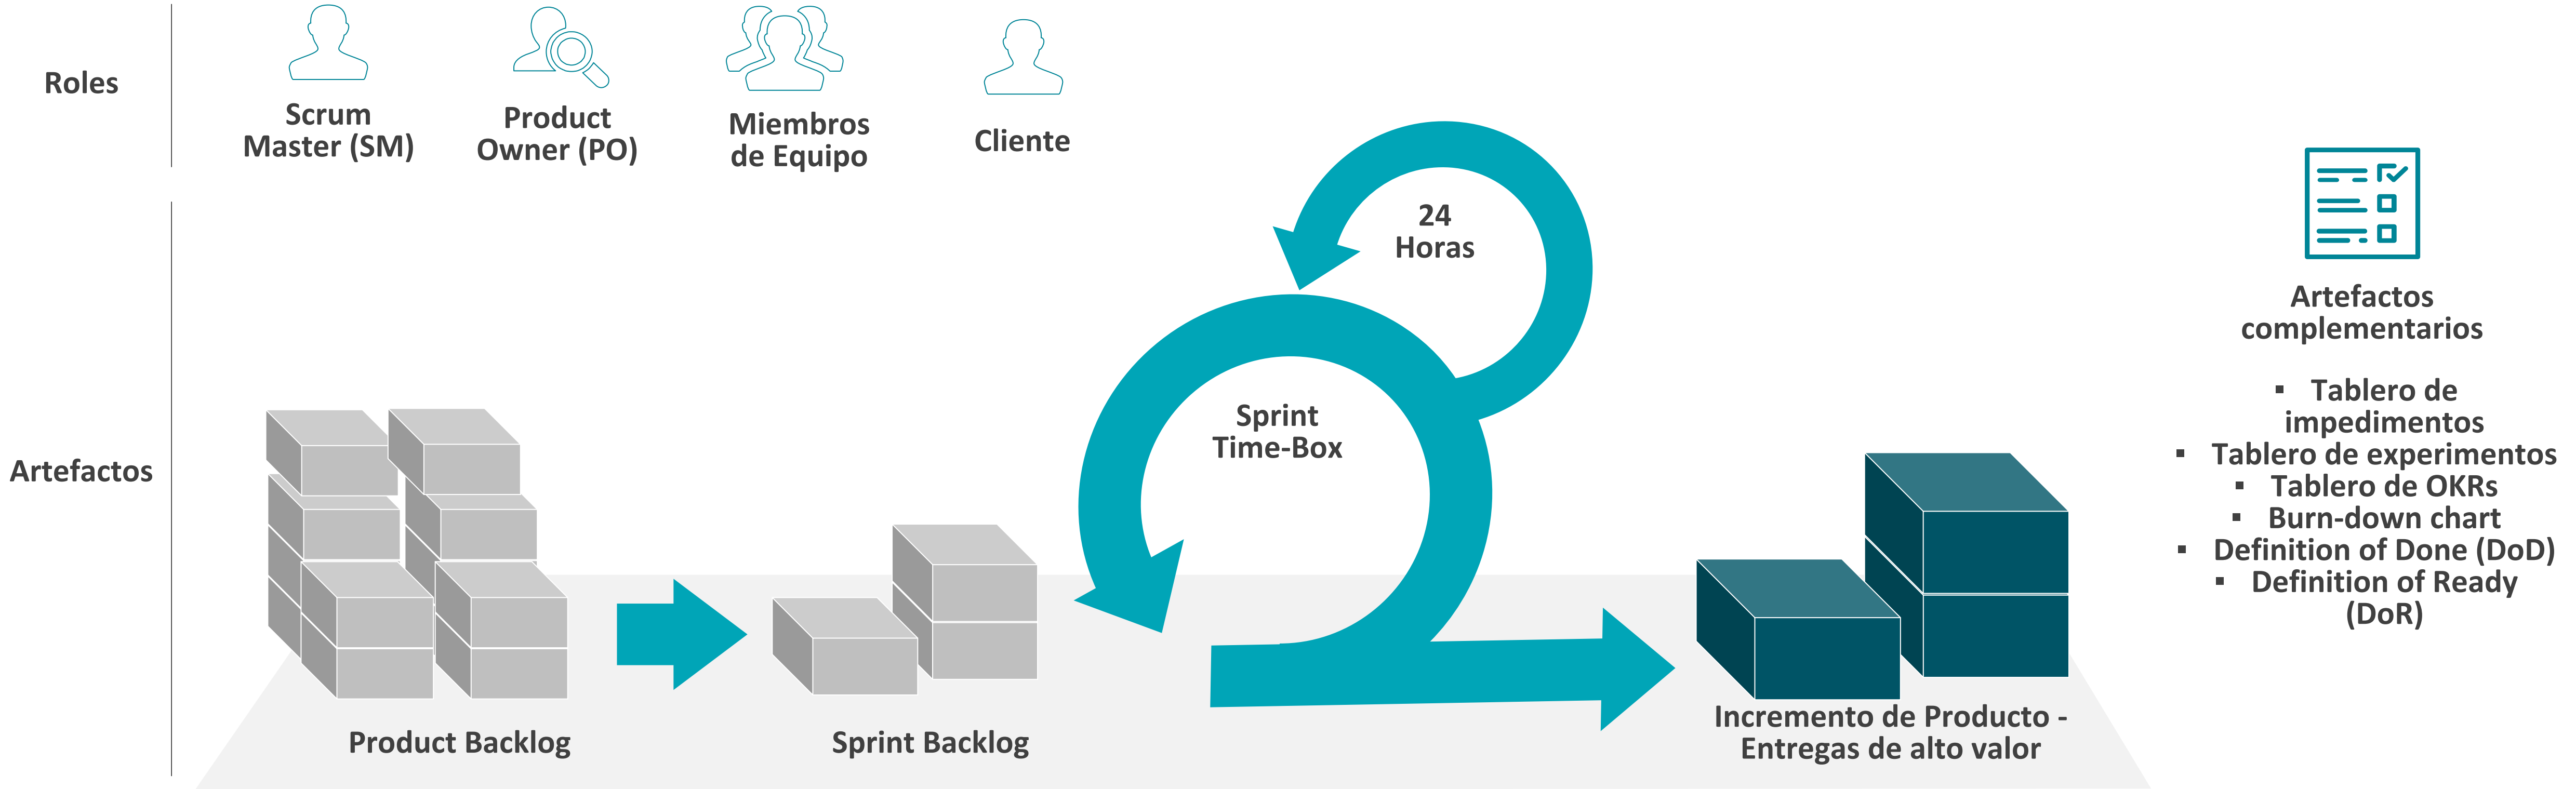 Roles
Scrum
Master (SM)
Product
Owner (PO)
Miembros
de Equipo
Cliente
Artefactos
Product Backlog
Sprint Backlog
Sprint
Time-Box
24
Horas
Incremento de Producto -
Entregas de alto valor
Artefactos
complementarios
▪ Tablero de
impedimentos
▪ Tablero de experimentos
▪ Tablero de OKRs
▪ Burn-down chart
▪ Definition of Done (DoD)
▪ Definition of Ready
(DoR)